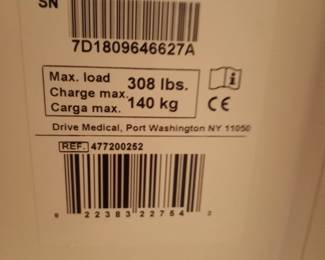 SN
7D1809646627A
Max. load 308 lbs.
Charge max.
Carga max. 140 kg
CE
Drive Medical, Port Washington NY 11050
REF. 477200252
6 22383 22754 2